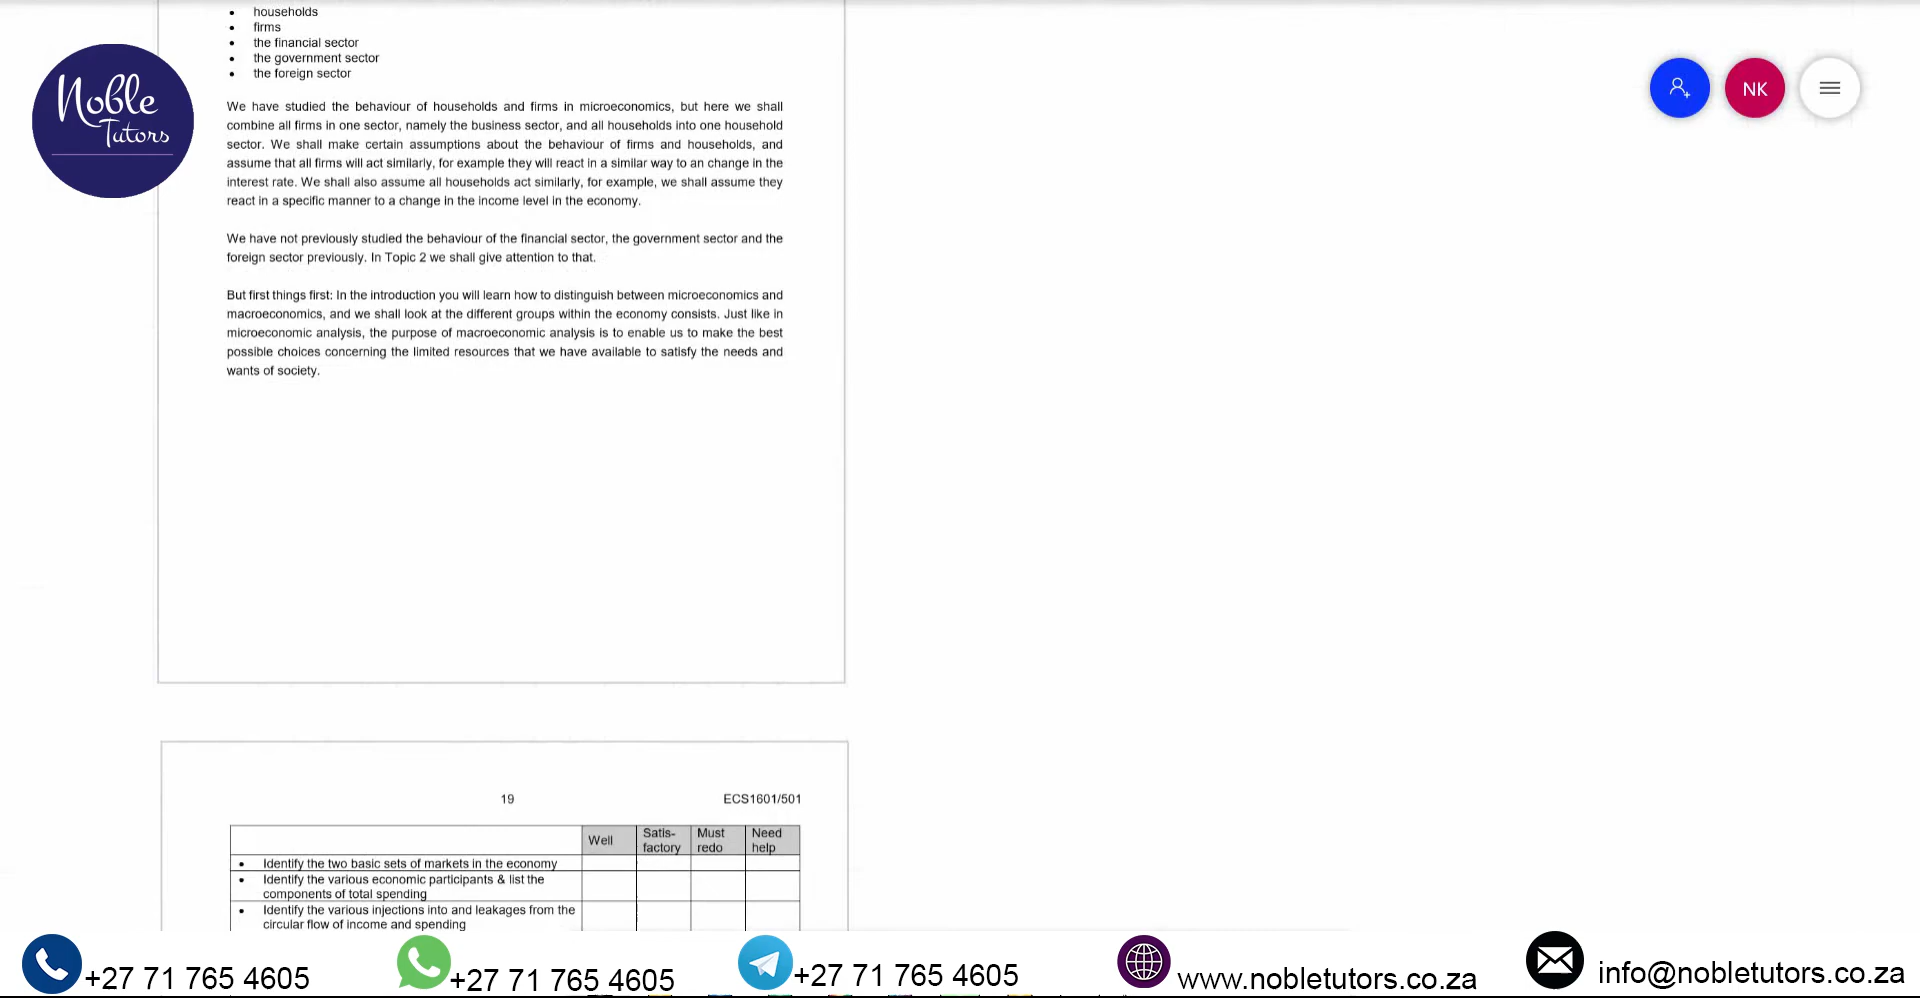 • households
• firms
• the financial sector
• the government sector
• the foreign sector
Noble
Tutors
NK
We have studied the behaviour of households and firms in microeconomics, but here we shall
combine all firms in one sector, namely the business sector, and all households into one household
sector. We shall make certain assumptions about the behaviour of firms and households, and
assume that all firms will act similarly, for example they will react in a similar way to an change in the
interest rate. We shall also assume all households act similarly, for example, we shall assume they
react in a specific manner to a change in the income level in the economy.
We have not previously studied the behaviour of the financial sector, the government sector and the
foreign sector previously. In Topic 2 we shall give attention to that.
But first things first: In the introduction you will learn how to distinguish between microeconomics and
macroeconomics, and we shall look at the different groups within the economy consists. Just like in
microeconomic analysis, the purpose of macroeconomic analysis is to enable us to make the best
possible choices concerning the limited resources that we have available to satisfy the needs and
wants of society.
19 ECS1601/501
Well Satis- Must Need
factory redo help
• Identify the two basic sets of markets in the economy
• Identify the various economic participants & list the
components of total spending
• Identify the various injections into and leakages from the
circular flow of income and spending
+27 71 765 4605 +27 71 765 4605 +27 71 765 4605 www.nobletutors.co.za info@nobletutors.co.za